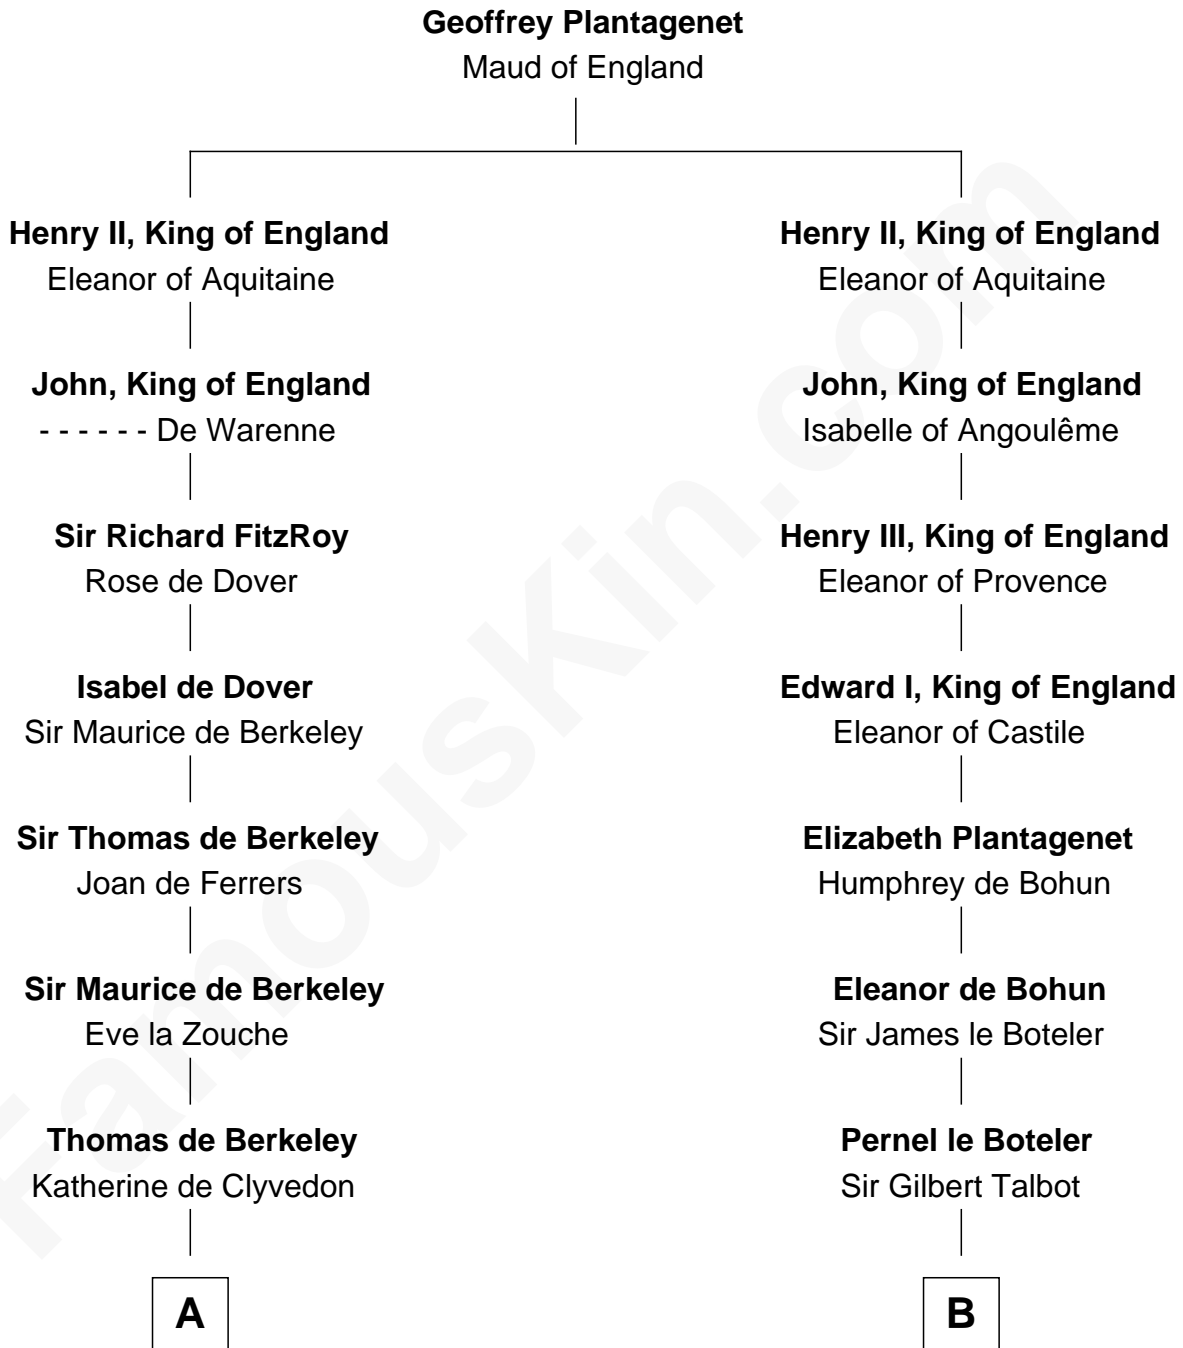 Geoffrey Plantagenet
Maud of England
Henry II, King of England
Eleanor of Aquitaine
Henry II, King of England
Eleanor of Aquitaine
John, King of England
- - - - - - De Warenne
John, King of England
Isabelle of Angoulême
Sir Richard FitzRoy
Rose de Dover
Henry III, King of England
Eleanor of Provence
Isabel de Dover
Sir Maurice de Berkeley
Edward I, King of England
Eleanor of Castile
Sir Thomas de Berkeley
Joan de Ferrers
Elizabeth Plantagenet
Humphrey de Bohun
Sir Maurice de Berkeley
Eve la Zouche
Eleanor de Bohun
Sir James le Boteler
Thomas de Berkeley
Katherine de Clyvedon
Pernel le Boteler
Sir Gilbert Talbot
A
B
FamousKin.com